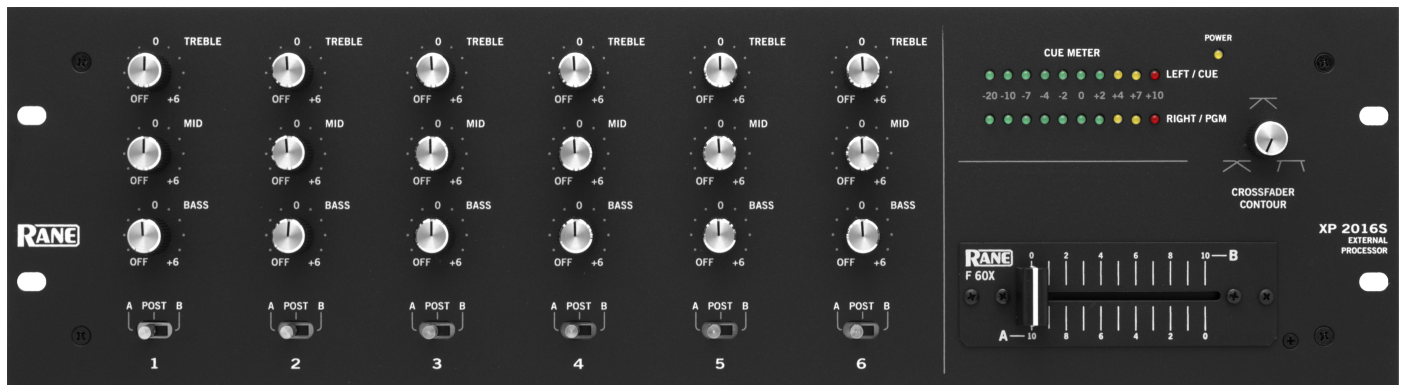 0 TREBLE 0 TREBLE 0 TREBLE 0 TREBLE 0 TREBLE 0 TREBLE
OFF +6 OFF +6 OFF +6 OFF +6 OFF +6 OFF +6
0 MID 0 MID 0 MID 0 MID 0 MID 0 MID
OFF +6 OFF +6 OFF +6 OFF +6 OFF +6 OFF +6
0 BASS 0 BASS 0 BASS 0 BASS 0 BASS 0 BASS
RANE
OFF +6 OFF +6 OFF +6 OFF +6 OFF +6 OFF +6
A POST B A POST B A POST B A POST B A POST B A POST B
1 2 3 4 5 6
POWER
CUE METER
LEFT / CUE
-20 -10 -7 -4 -2 0 +2 +4 +7 +10
RIGHT / PGM
CROSSFADER
CONTOUR
XP 2016S
EXTERNAL
PROCESSOR
RANE 0 2 4 6 8 10 B
F 60X
A 10 8 6 4 2 0